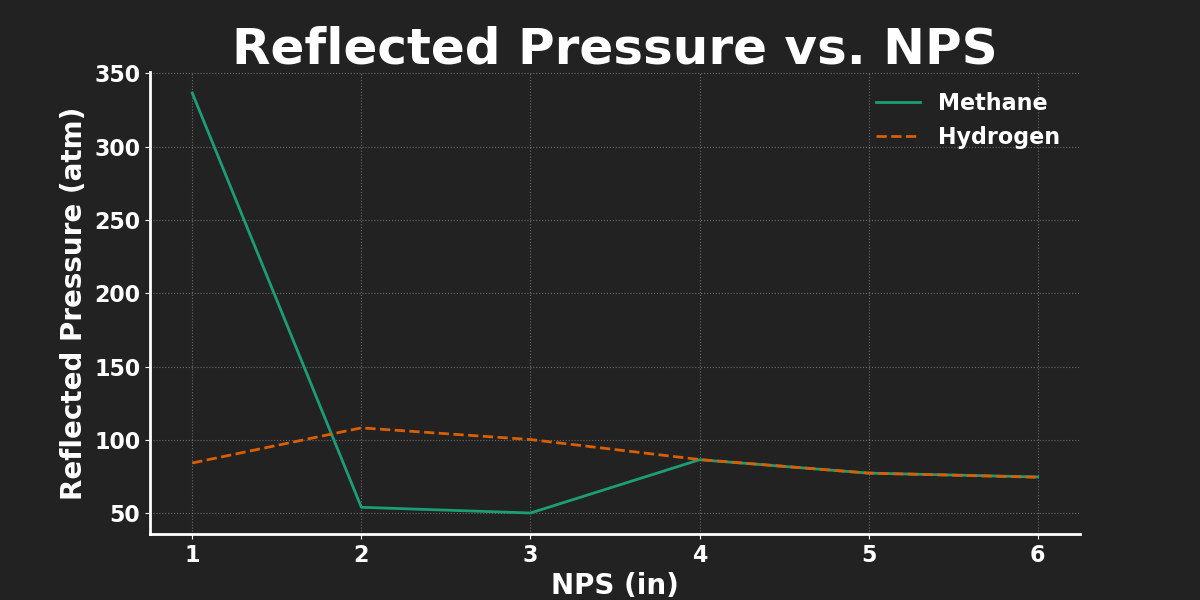 Reflected Pressure vs. NPS
Methane
Hydrogen
Reflected Pressure (atm)
350
300
250
200
150
100
50
1 2 3 4 5 6
NPS (in)